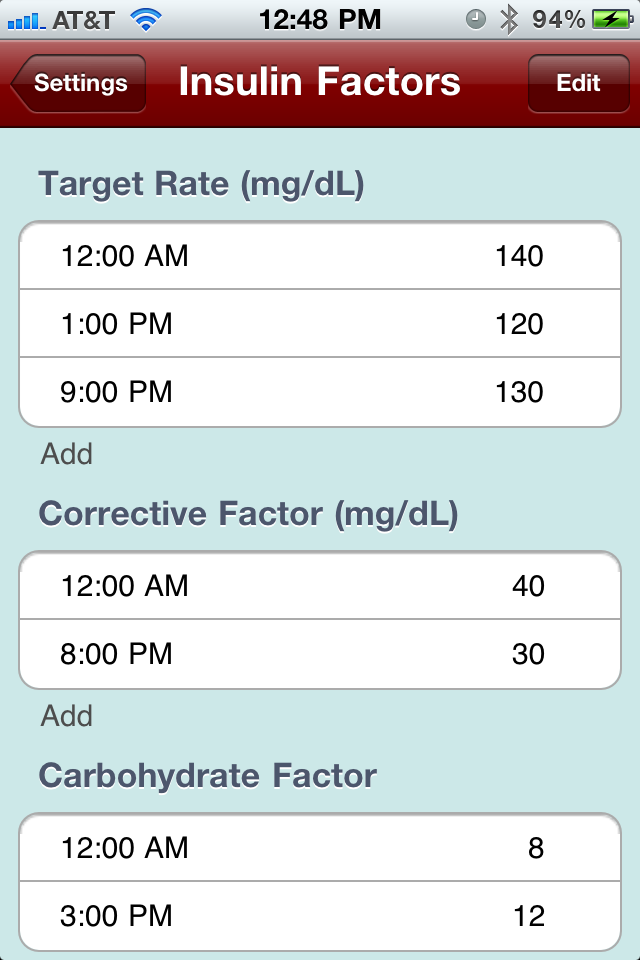 AT&T 12:48 PM 94%
Settings Insulin Factors Edit
Target Rate (mg/dL)
12:00 AM 140
1:00 PM 120
9:00 PM 130
Add
Corrective Factor (mg/dL)
12:00 AM 40
8:00 PM 30
Add
Carbohydrate Factor
12:00 AM 8
3:00 PM 12